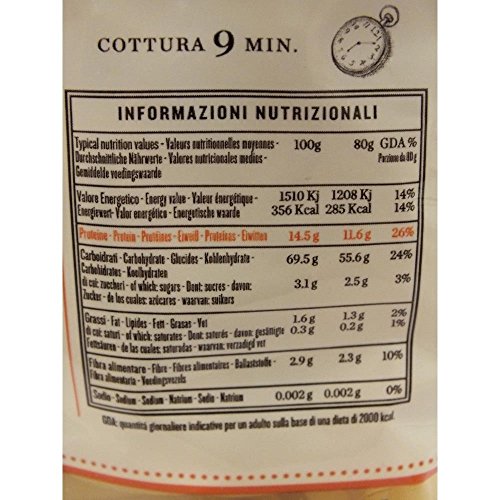 COTTURA 9 MIN.
INFORMAZIONI NUTRIZIONALI
Typical nutrition values - Valeurs nutritionnelles moyennes - 100g 80g GDA %
Durchschnittliche Nährwerte - Valores nutricionales medios - Porzione da 80 g
Gemiddelde voedingswaarde
Valore Energetico - Energy value - Valeur énergétique - 1510 Kj 1208 Kj 14%
Energiewert - Valor energético - Energetische waarde 356 Kcal 285 Kcal 14%
Proteine - Protein - Protéines - Eiweiß - Proteinas - Eiwitten 14.5 g 11.6 g 26%
Carboidrati - Carbohydrate - Glucides - Kohlenhydrate - 69.5 g 55.6 g 24%
Carbohidratos - Koolhydraten
di cui: zuccheri - of which: sugars - Dont: sucres - davon: 3.1 g 2.5 g 3%
Zucker - de los cuales: azúcares - waarvan: suikers
Grassi - Fat - Lipides - Fett - Grasas - Vet 1.6 g 1.3 g 2%
di cui: saturi - of which: saturates - Dont: saturés - davon: gesättigte 0.3 g 0.2 g 1%
Fettsäuren - de las cuales: saturadas - waarvan: verzadigd vet
Fibra alimentare - Fibre - Fibres alimentaires - Ballaststoffe - 2.9 g 2.3 g 10%
Fibra alimentaria - Voedingsvezels
Sodio - Sodium - Sodium - Natrium - Sodio - Natrium 0.002 g 0.002 g 0%
GDA: quantità giornaliere indicative per un adulto sulla base di una dieta di 2000 kcal.